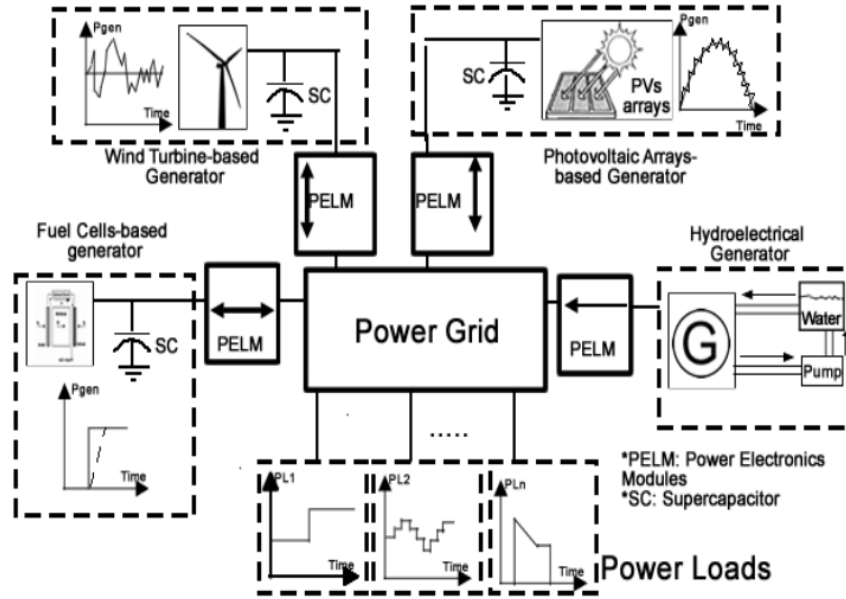 Pgen
Time
SC
Wind Turbine-based
Generator
SC
PVs
arrays
Pgen
Time
Photovoltaic Arrays-
based Generator
PELM
PELM
Fuel Cells-based
generator
SC
PELM
Pgen
Time
Power Grid
PELM
Hydroelectrical
Generator
G
Water
Pump
.....
PL1
Time
PL2
Time
PLn
Time
*PELM: Power Electronics
Modules
*SC: Supercapacitor
Power Loads